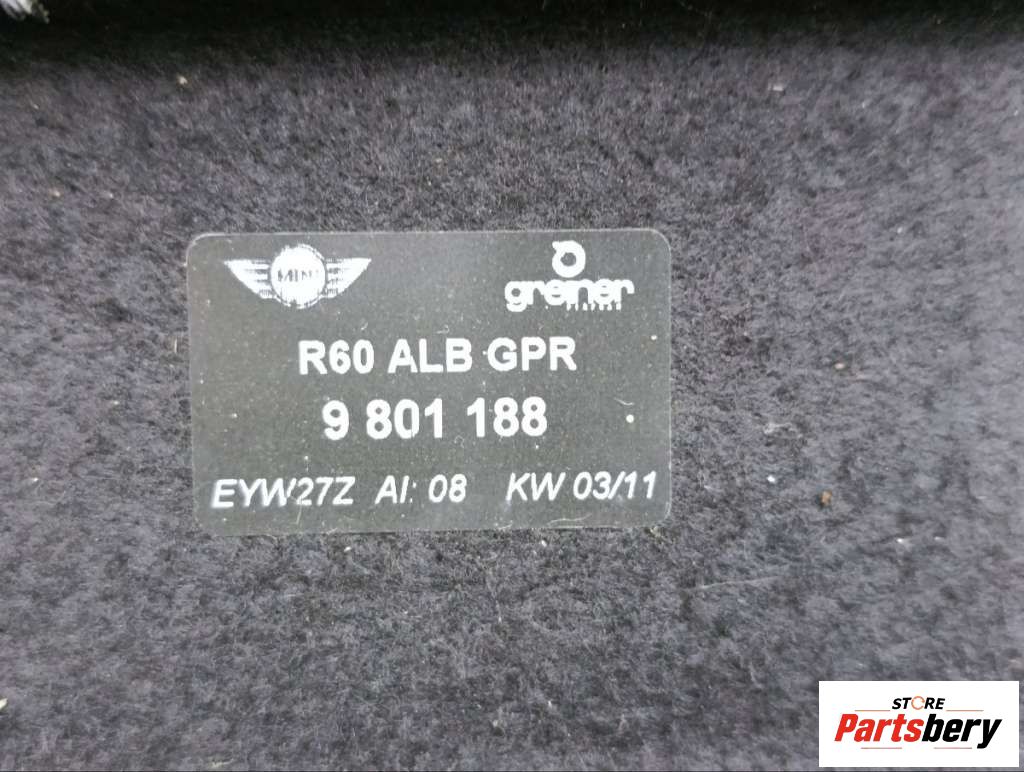 MINI
greiner
R60 ALB GPR
9 801 188
EYW27Z AI: 08 KW 03/11
STORE
Partsbery